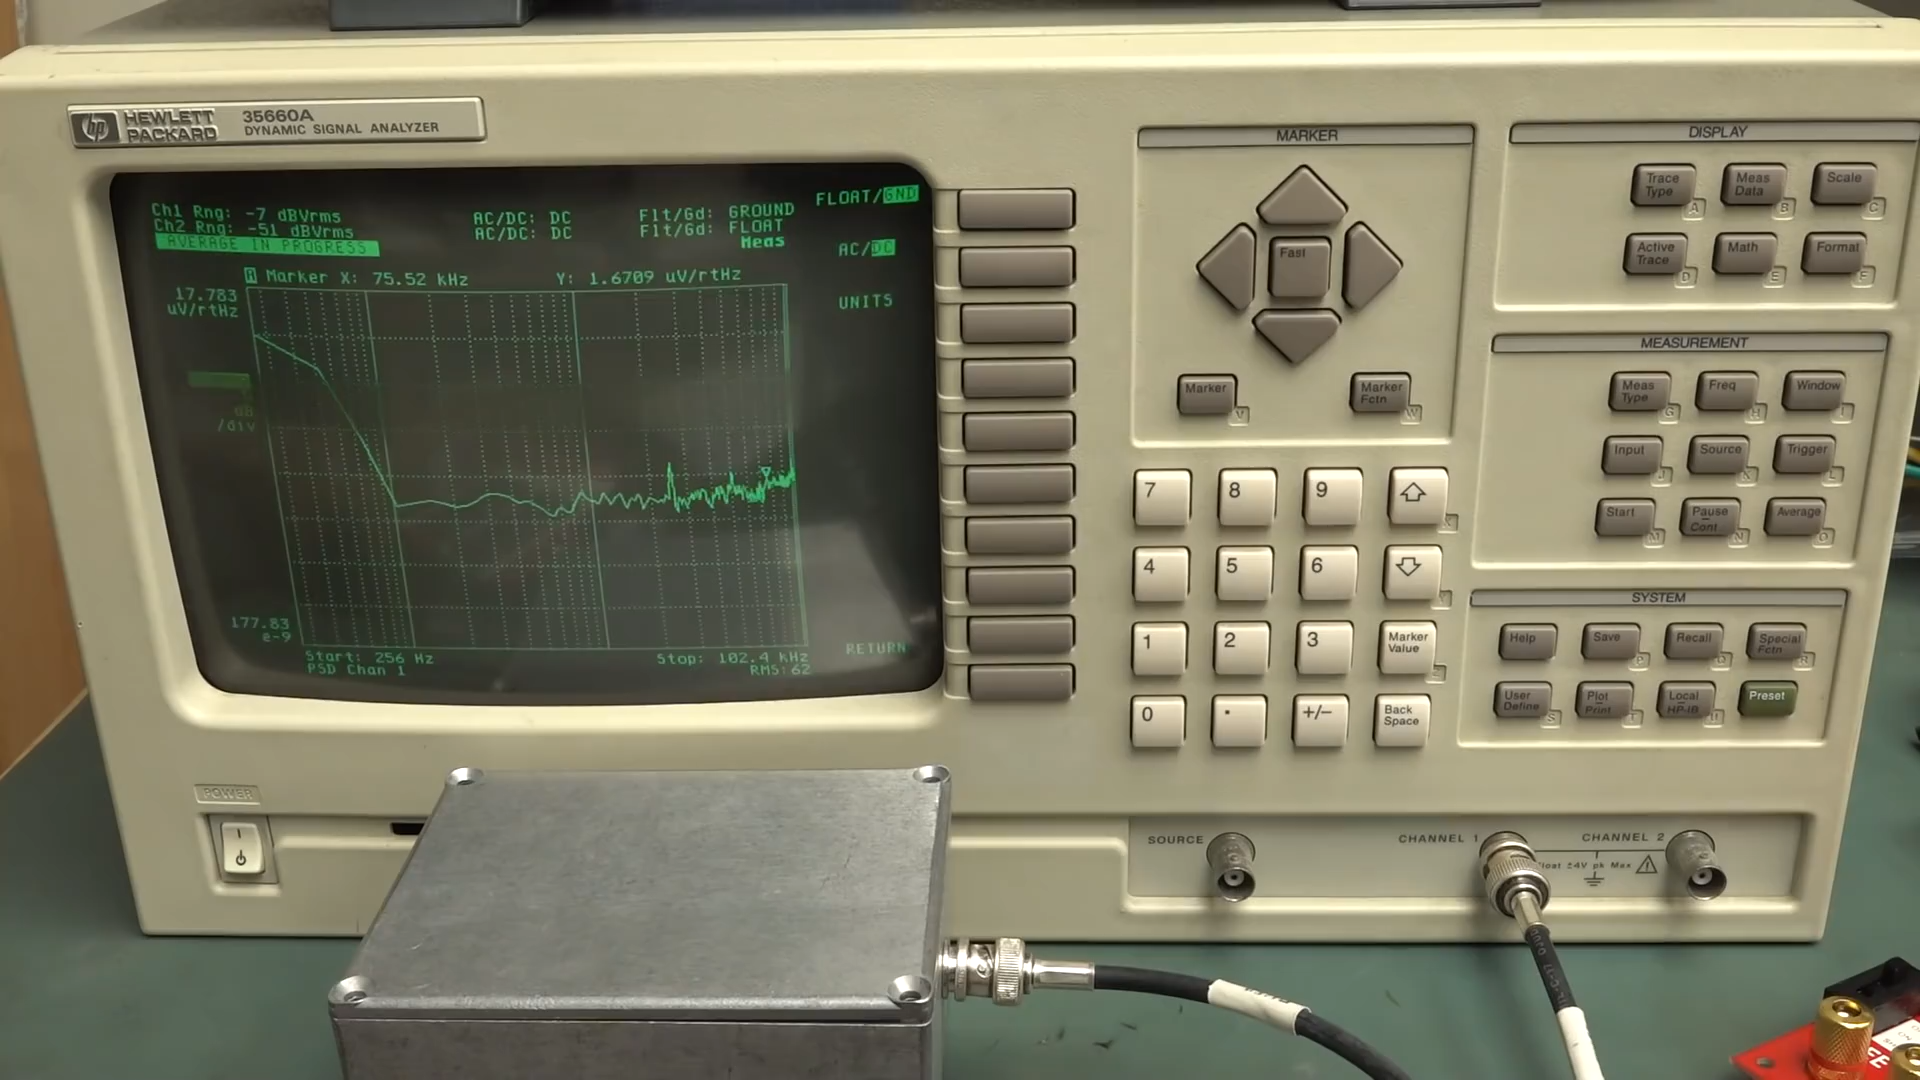 hp HEWLETT PACKARD 35660A
DYNAMIC SIGNAL ANALYZER
Ch1 Rng: -7 dBVrms AC/DC: DC Flt/Gd: GROUND
Ch2 Rng: -51 dBVrms AC/DC: DC Flt/Gd: FLOAT
AVERAGE IN PROGRESS Meas
A Marker X: 75.52 kHz Y: 1.6709 uV/rtHz
17.783
uV/rtHz
dB
/div
177.83
e-9
Start: 256 Hz Stop: 102.4 kHz
PSD Chan 1 RMS:62
FLOAT/GND
AC/DC
UNITS
RETURN
POWER
MARKER
Fast
Marker V
Marker Fctn W
7 8 9
4 5 6
1 2 3 Marker Value
0 . +/- Back Space
DISPLAY
Trace Type A Meas Data B Scale C
Active Trace D Math E Format F
MEASUREMENT
Meas Type G Freq H Window I
Input J Source K Trigger L
Start M Pause Cont N Average O
SYSTEM
Help Save P Recall Q Special Fctn R
User Define S Plot Print T Local HP-IB U Preset
SOURCE
CHANNEL 1
CHANNEL 2
Float ±4V pk Max